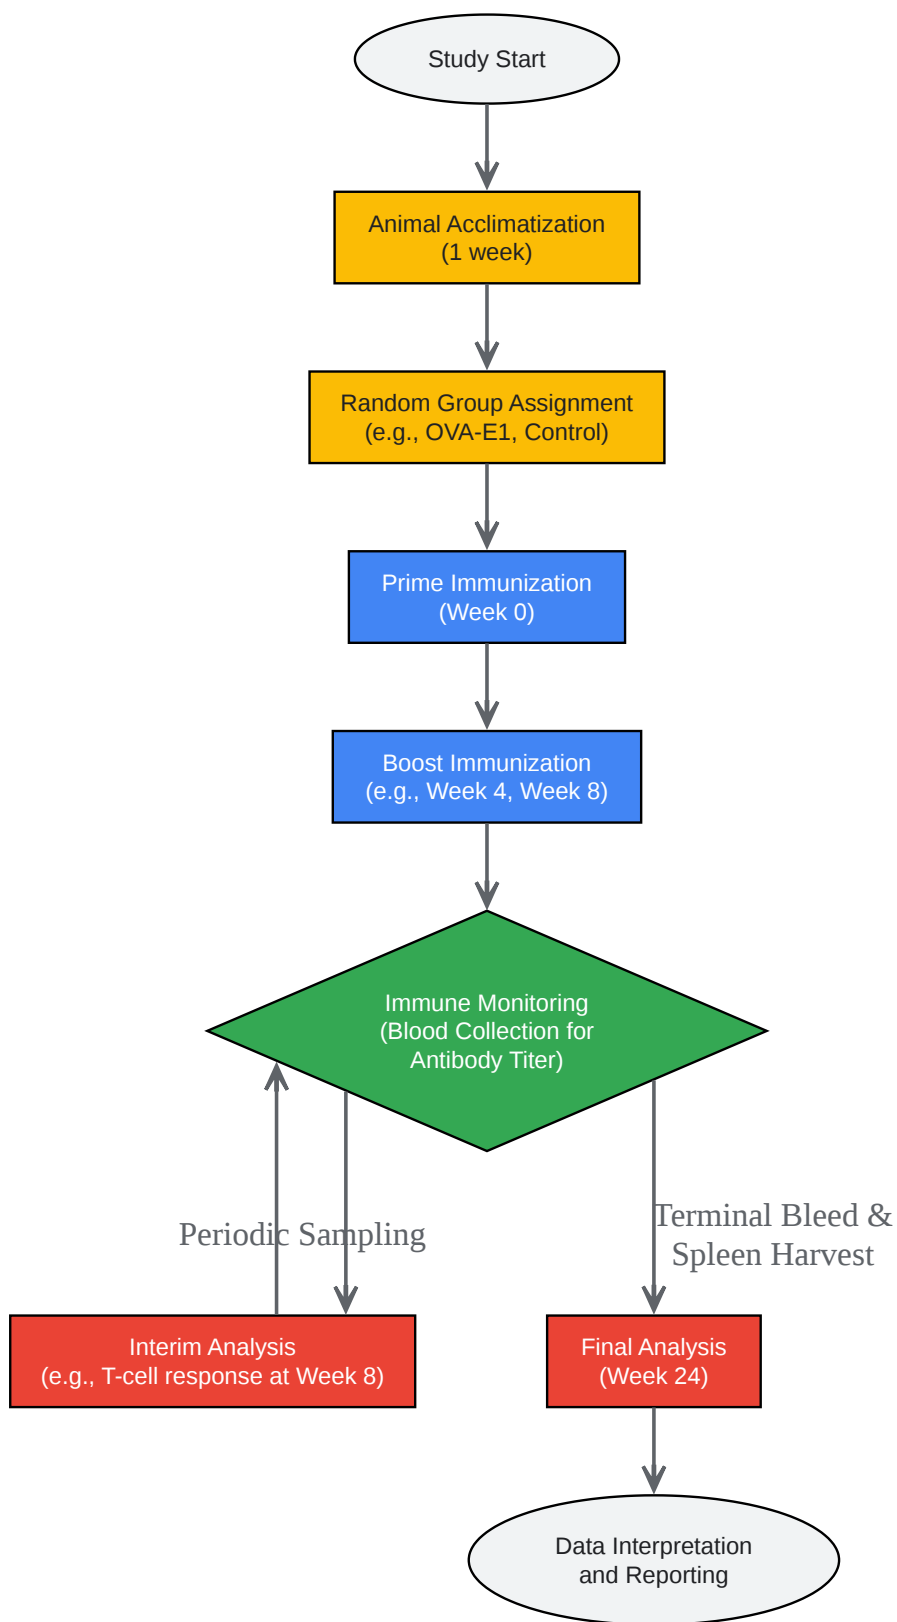 Study Start
Animal Acclimatization
(1 week)
Random Group Assignment
(e.g., OVA-E1, Control)
Prime Immunization
(Week 0)
Boost Immunization
(e.g., Week 4, Week 8)
Immune Monitoring
(Blood Collection for
Antibody Titer)
Periodic Sampling
Terminal Bleed &
Spleen Harvest
Interim Analysis
(e.g., T-cell response at Week 8)
Final Analysis
(Week 24)
Data Interpretation
and Reporting